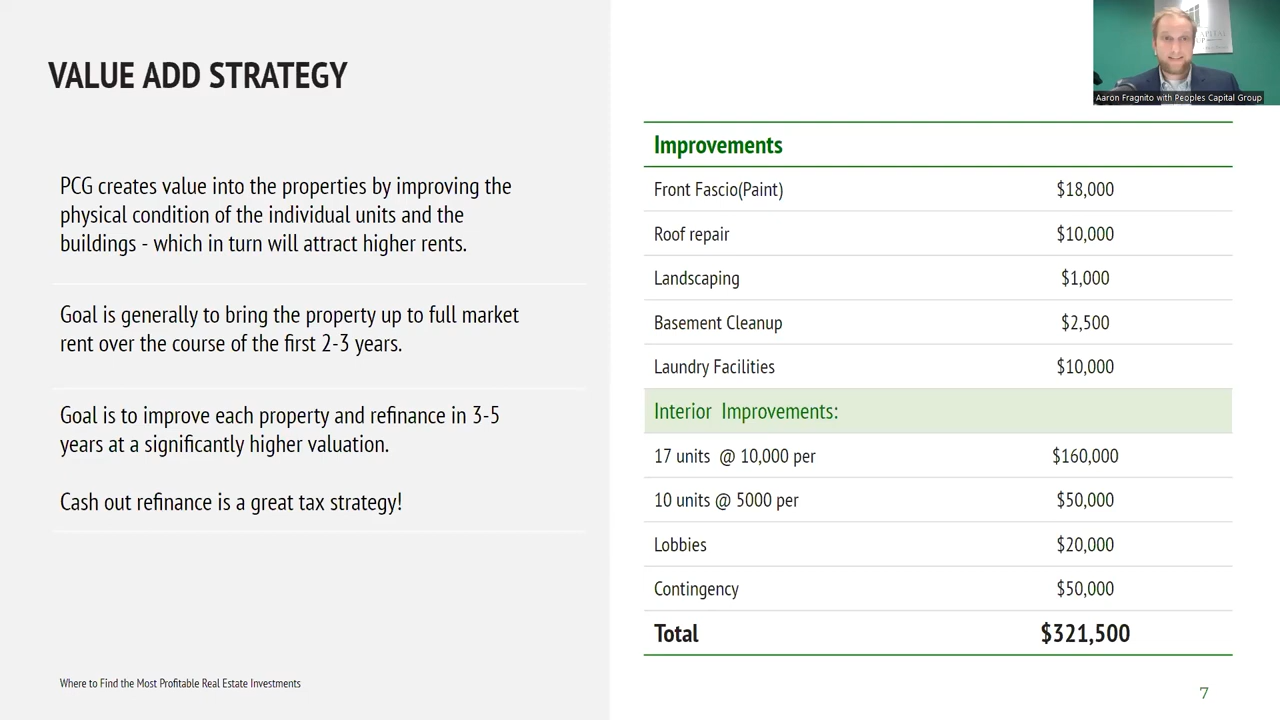 VALUE ADD STRATEGY
PCG creates value into the properties by improving the
physical condition of the individual units and the
buildings - which in turn will attract higher rents.
Goal is generally to bring the property up to full market
rent over the course of the first 2-3 years.
Goal is to improve each property and refinance in 3-5
years at a significantly higher valuation.
Cash out refinance is a great tax strategy!
Where to Find the Most Profitable Real Estate Investments
Aaron Fragnito with Peoples Capital Group
Improvements
Front Fascio(Paint) $18,000
Roof repair $10,000
Landscaping $1,000
Basement Cleanup $2,500
Laundry Facilities $10,000
Interior Improvements:
17 units @ 10,000 per $160,000
10 units @ 5000 per $50,000
Lobbies $20,000
Contingency $50,000
Total $321,500
7